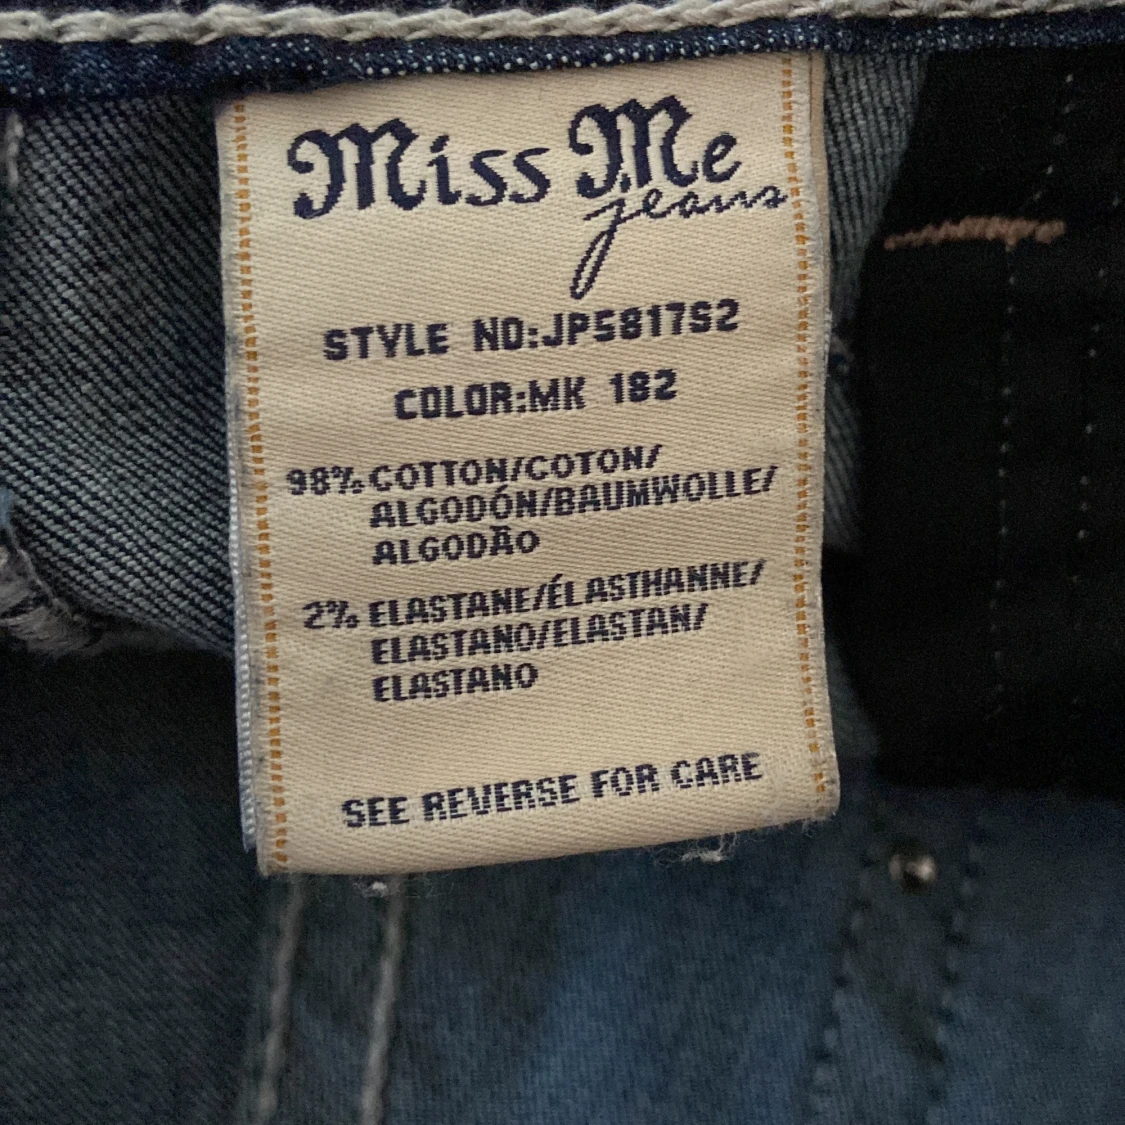 Miss Me
jeans
STYLE NO:JP5817S2
COLOR:MK 182
98% COTTON/COTON/
ALGODÓN/BAUMWOLLE/
ALGODÃO
2% ELASTANE/ÉLASTHANNE/
ELASTANO/ELASTAN/
ELASTANO
SEE REVERSE FOR CARE